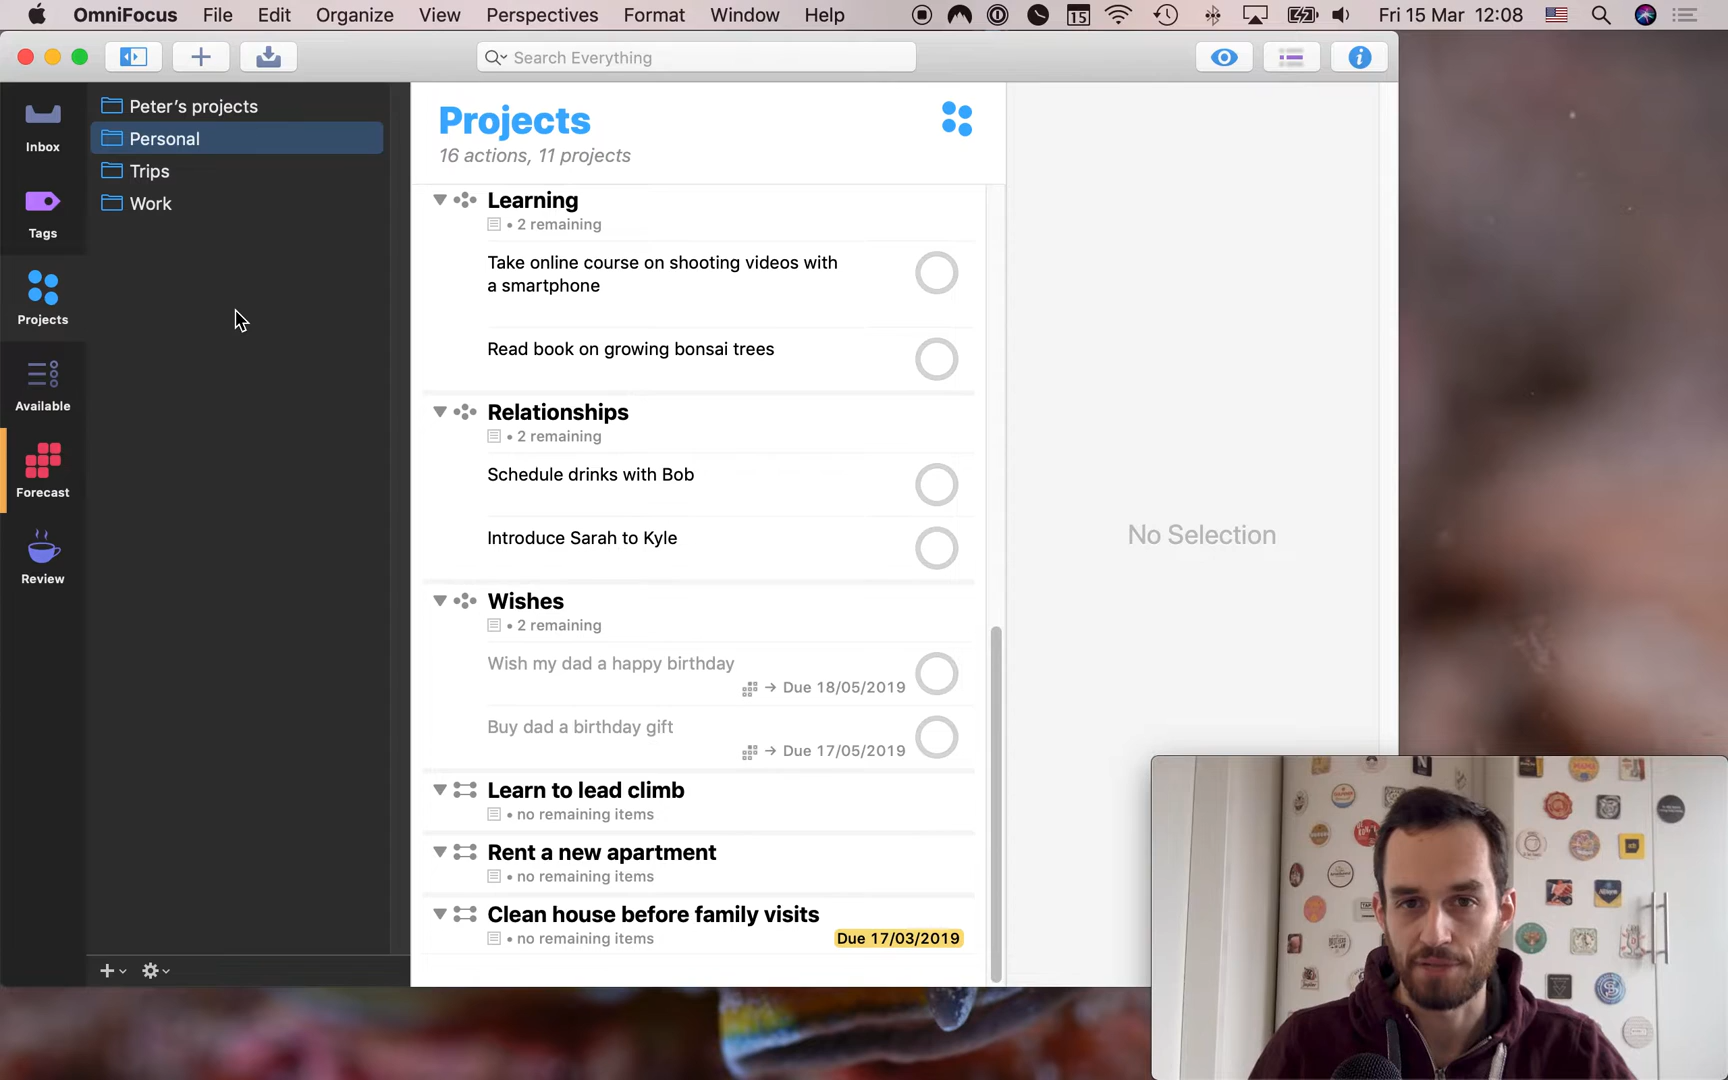 OmniFocus File Edit Organize View Perspectives Format Window Help 15 Fri 15 Mar 12:08
Search Everything
Inbox
Tags
Projects
Available
Forecast
Review
Peter's projects
Personal
Trips
Work
Projects
16 actions, 11 projects
Learning
• 2 remaining
Take online course on shooting videos with
a smartphone
Read book on growing bonsai trees
Relationships
• 2 remaining
Schedule drinks with Bob
Introduce Sarah to Kyle
Wishes
• 2 remaining
Wish my dad a happy birthday
Due 18/05/2019
Buy dad a birthday gift
Due 17/05/2019
Learn to lead climb
• no remaining items
Rent a new apartment
• no remaining items
Clean house before family visits
• no remaining items Due 17/03/2019
No Selection